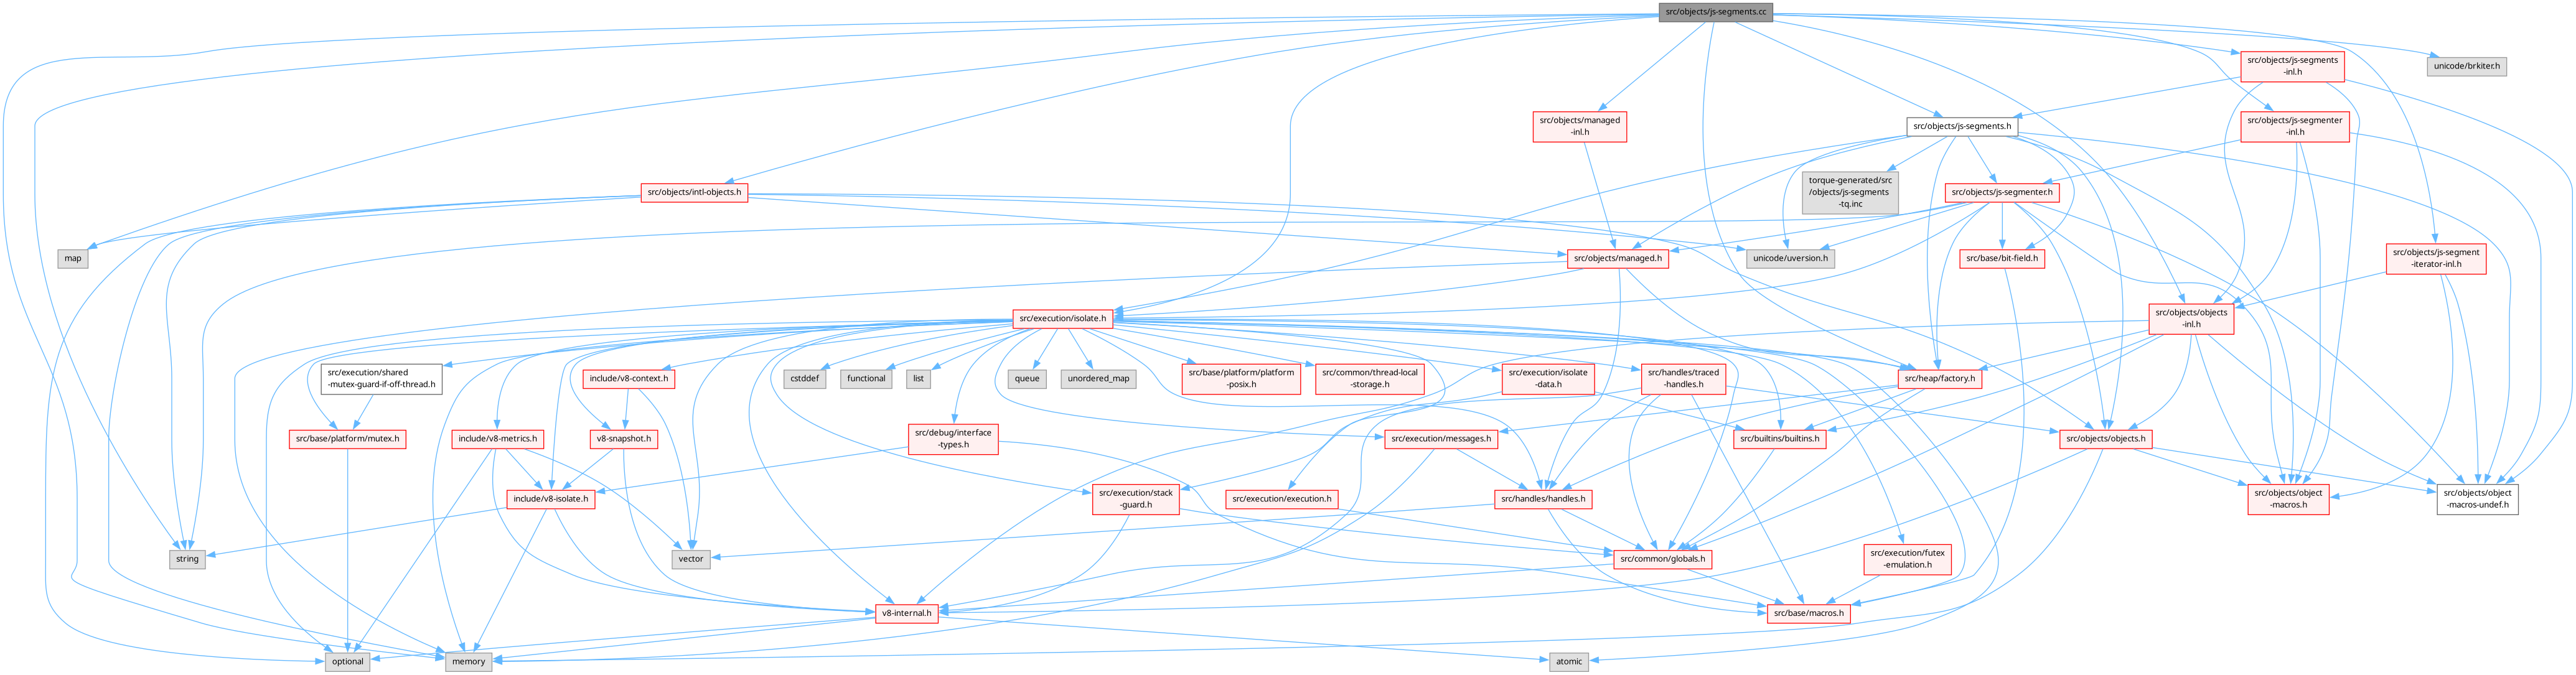 src/objects/js-segments.cc
src/objects/js-segments
-inl.h
unicode/brkiter.h
src/objects/managed
-inl.h
src/objects/js-segments.h
src/objects/js-segmenter
-inl.h
src/objects/intl-objects.h
torque-generated/src
/objects/js-segments
-tq.inc
src/objects/js-segmenter.h
map
src/objects/managed.h
unicode/uversion.h
src/base/bit-field.h
src/objects/js-segment
-iterator-inl.h
src/execution/isolate.h
src/objects/objects
-inl.h
src/execution/shared
-mutex-guard-if-off-thread.h
include/v8-context.h
cstddef
functional
list
queue
unordered_map
src/base/platform/platform
-posix.h
src/common/thread-local
-storage.h
src/execution/isolate
-data.h
src/handles/traced
-handles.h
src/heap/factory.h
src/base/platform/mutex.h
include/v8-metrics.h
v8-snapshot.h
src/debug/interface
-types.h
src/execution/messages.h
src/builtins/builtins.h
src/objects/objects.h
include/v8-isolate.h
src/execution/stack
-guard.h
src/execution/execution.h
src/handles/handles.h
src/objects/object
-macros.h
src/objects/object
-macros-undef.h
string
vector
src/common/globals.h
src/execution/futex
-emulation.h
v8-internal.h
src/base/macros.h
optional
memory
atomic